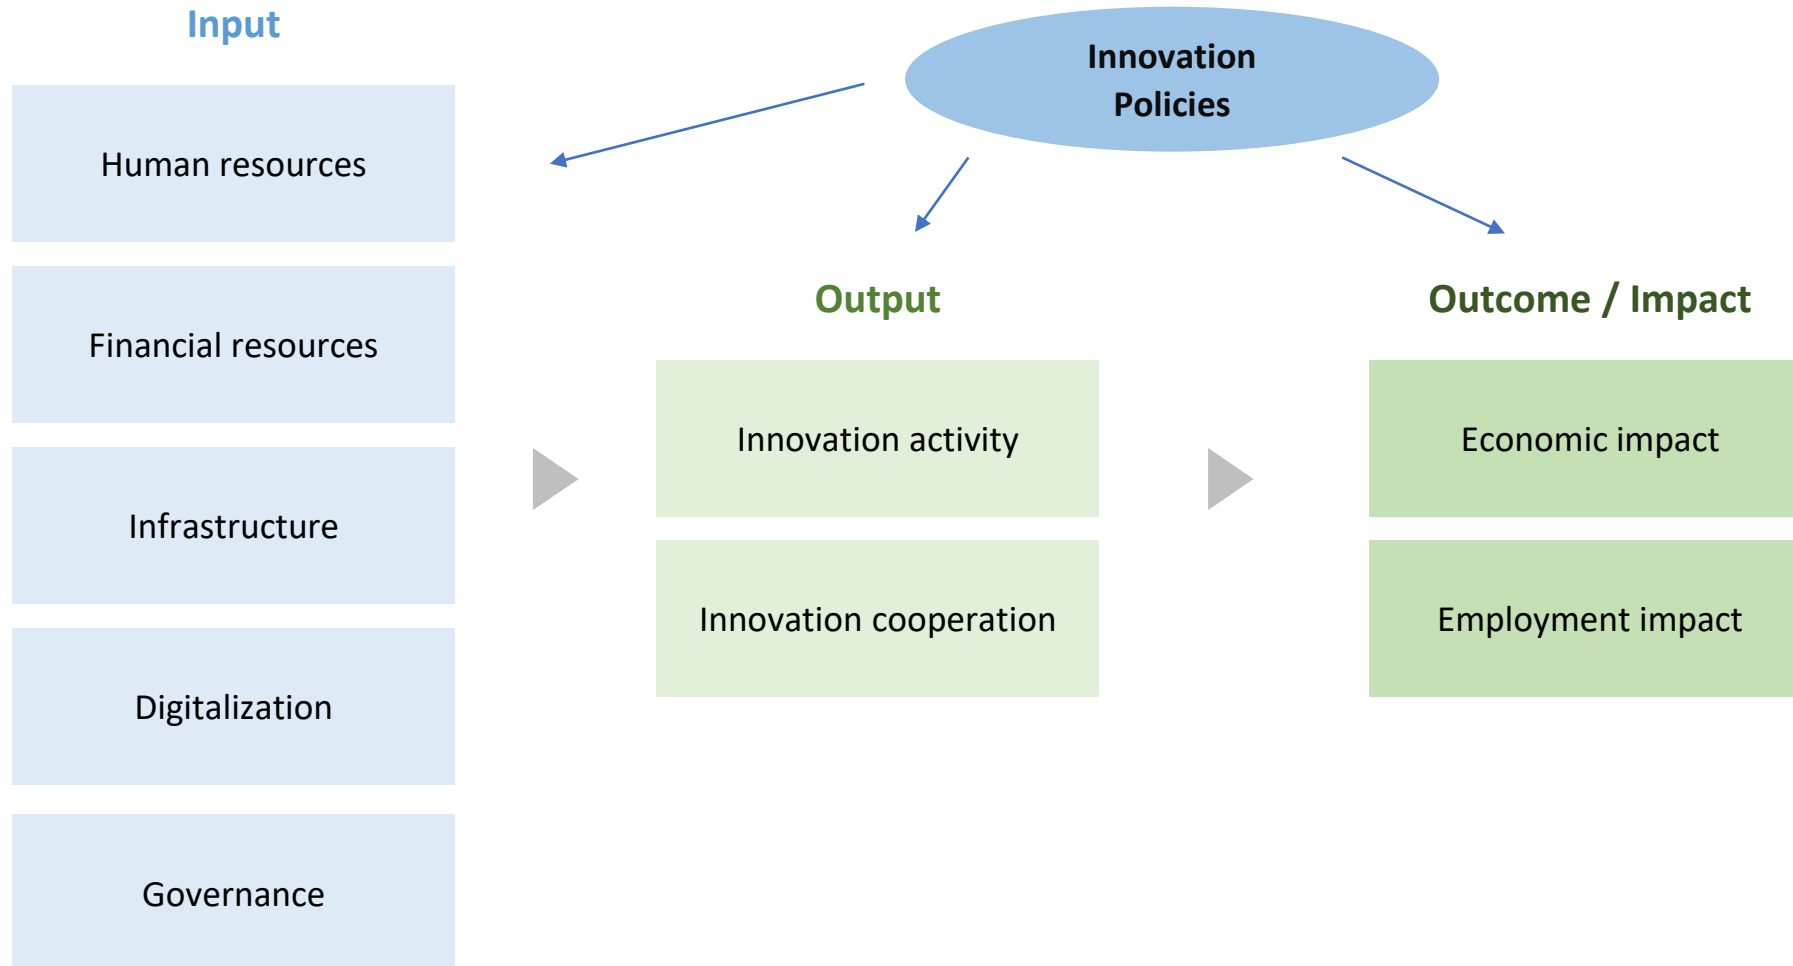 Input
Innovation
Policies
Human resources
Financial resources
Infrastructure
Digitalization
Governance
Output
Innovation activity
Innovation cooperation
Outcome / Impact
Economic impact
Employment impact